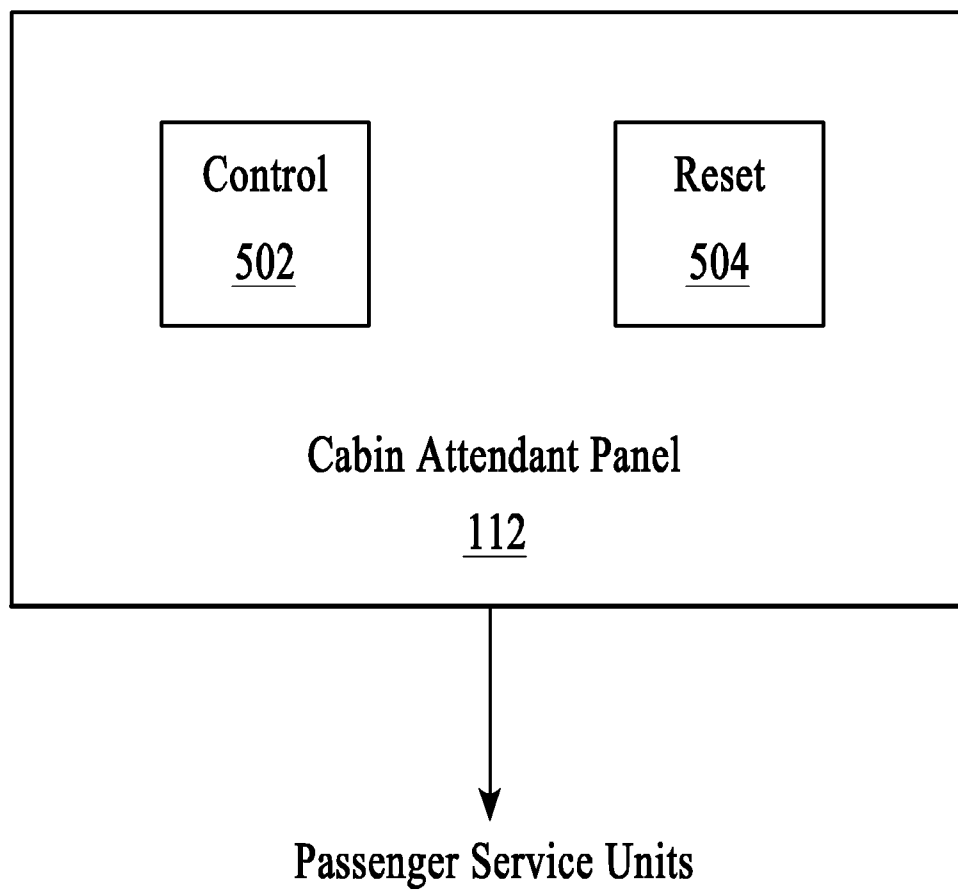 Control
502
Reset
504
Cabin Attendant Panel
112
Passenger Service Units